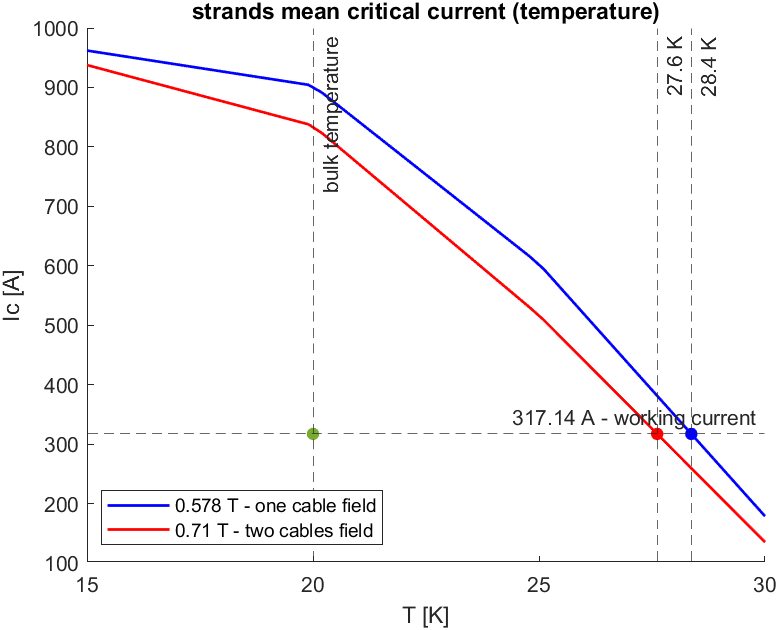 strands mean critical current (temperature)
1000
900
800
700
600
500
400
300
200
100
Ic [A]
bulk temperature
27.6 K
28.4 K
317.14 A - working current
0.578 T - one cable field
0.71 T - two cables field
15
20
25
30
T [K]